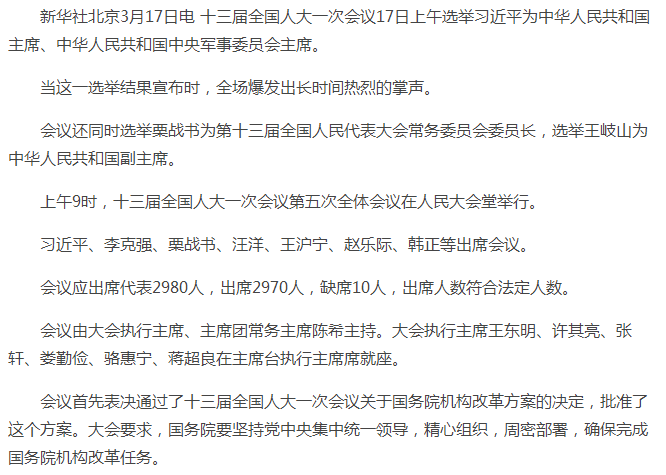 新华社北京3月17日电 十三届全国人大一次会议17日上午选举习近平为中华人民共和国
主席、中华人民共和国中央军事委员会主席。
当这一选举结果宣布时，全场爆发出长时间热烈的掌声。
会议还同时选举栗战书为第十三届全国人民代表大会常务委员会委员长，选举王岐山为
中华人民共和国副主席。
上午9时，十三届全国人大一次会议第五次全体会议在人民大会堂举行。
习近平、李克强、栗战书、汪洋、王沪宁、赵乐际、韩正等出席会议。
会议应出席代表2980人，出席2970人，缺席10人，出席人数符合法定人数。
会议由大会执行主席、主席团常务主席陈希主持。大会执行主席王东明、许其亮、张
轩、娄勤俭、骆惠宁、蒋超良在主席台执行主席席就座。
会议首先表决通过了十三届全国人大一次会议关于国务院机构改革方案的决定，批准了
这个方案。大会要求，国务院要坚持党中央集中统一领导，精心组织，周密部署，确保完成
国务院机构改革任务。